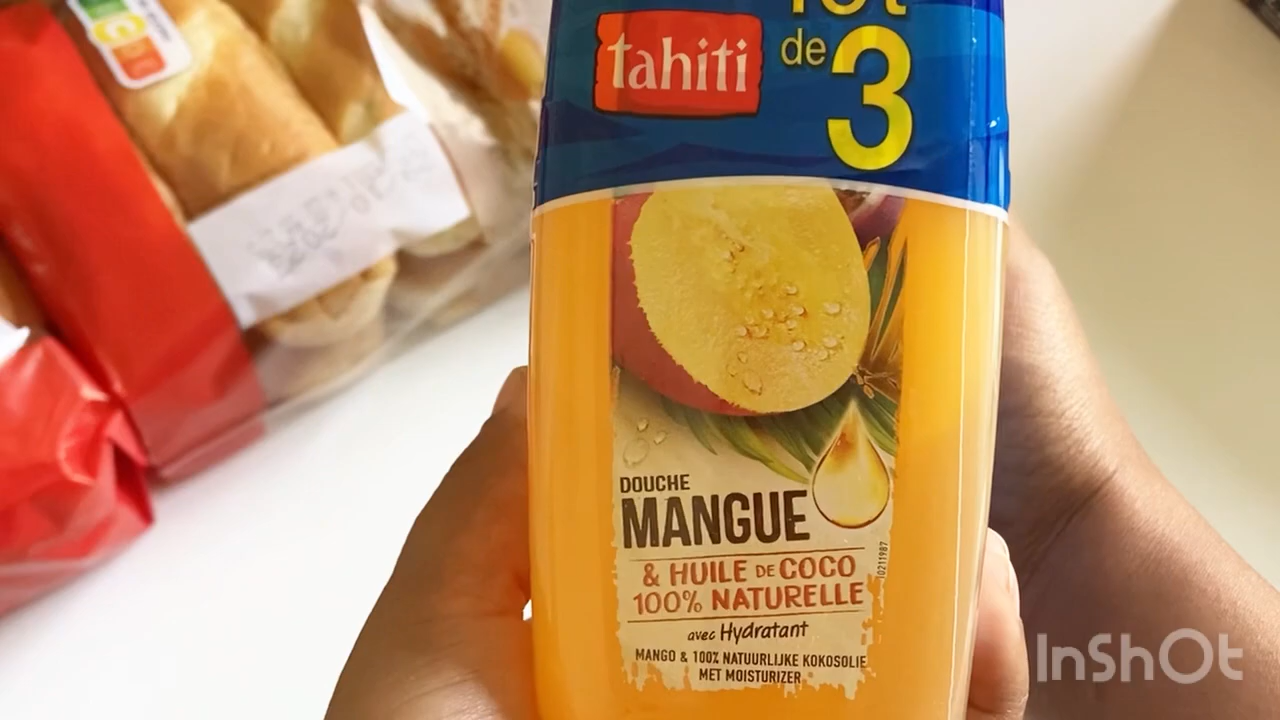 lot
de
3
tahiti
DOUCHE
MANGUE
& HUILE DE COCO
100% NATURELLE
avec Hydratant
MANGO & 100% NATUURLIJKE KOKOSOLIE
MET MOISTURIZER
10211987
InShOt